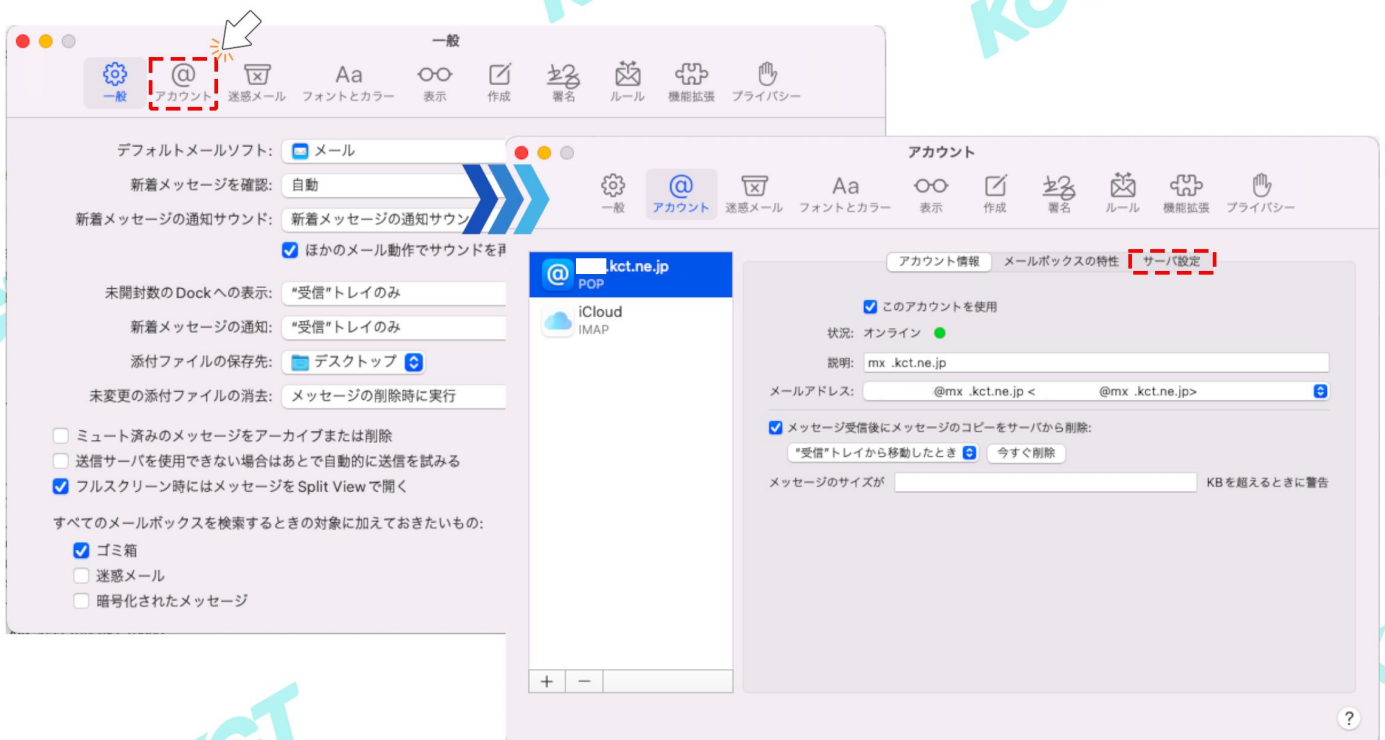 一般
一般 アカウント 迷惑メール フォントとカラー 表示 作成 署名 ルール 機能拡張 プライバシー
デフォルトメールソフト: メール
新着メッセージを確認: 自動
新着メッセージの通知サウンド: 新着メッセージの通知サウン
ほかのメール動作でサウンドを再
未開封数のDockへの表示: “受信”トレイのみ
新着メッセージの通知: “受信”トレイのみ
添付ファイルの保存先: デスクトップ
未変更の添付ファイルの消去: メッセージの削除時に実行
ミュート済みのメッセージをアーカイブまたは削除
送信サーバを使用できない場合はあとで自動的に送信を試みる
フルスクリーン時にはメッセージをSplit Viewで開く
すべてのメールボックスを検索するときの対象に加えておきたいもの:
ゴミ箱
迷惑メール
暗号化されたメッセージ
アカウント
一般 アカウント 迷惑メール フォントとカラー 表示 作成 署名 ルール 機能拡張 プライバシー
.kct.ne.jp
POP
iCloud
IMAP
アカウント情報 メールボックスの特性 サーバ設定
このアカウントを使用
状況: オンライン
説明: mx .kct.ne.jp
メールアドレス: @mx .kct.ne.jp < @mx .kct.ne.jp>
メッセージ受信後にメッセージのコピーをサーバから削除:
“受信”トレイから移動したとき 今すぐ削除
メッセージのサイズが KBを超えるときに警告
+ −
?